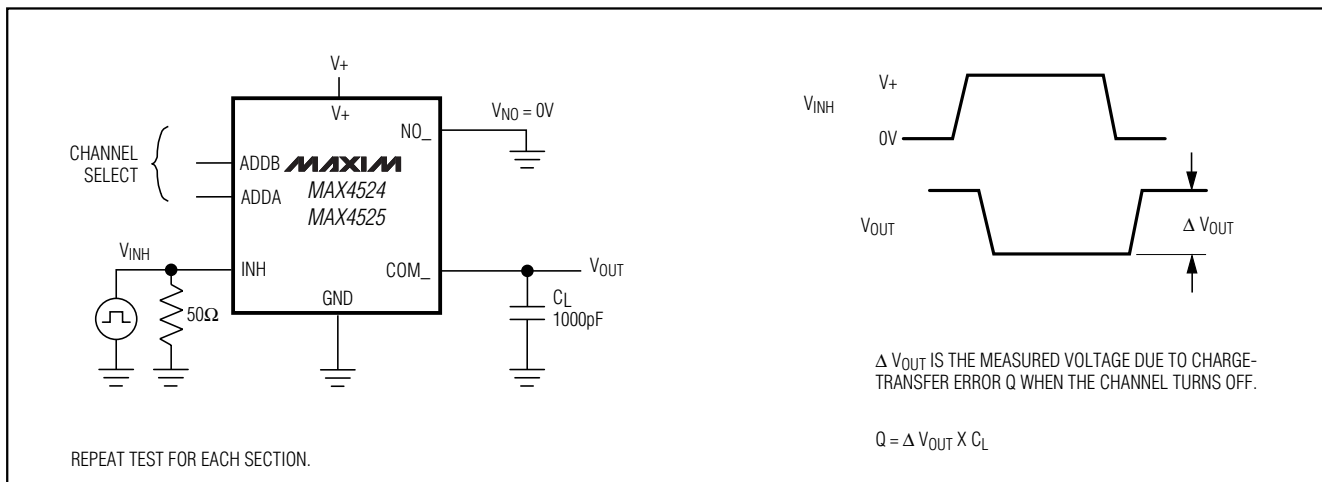 V+
V+
V_NO = 0V
NO_
CHANNEL
SELECT
ADDB
ADDA
MAXIM
MAX4524
MAX4525
V_INH
INH
COM_
V_OUT
GND
50Ω
C_L
1000pF
REPEAT TEST FOR EACH SECTION.
V_INH
V+
0V
V_OUT
Δ V_OUT
Δ V_OUT IS THE MEASURED VOLTAGE DUE TO CHARGE-
TRANSFER ERROR Q WHEN THE CHANNEL TURNS OFF.
Q = Δ V_OUT X C_L